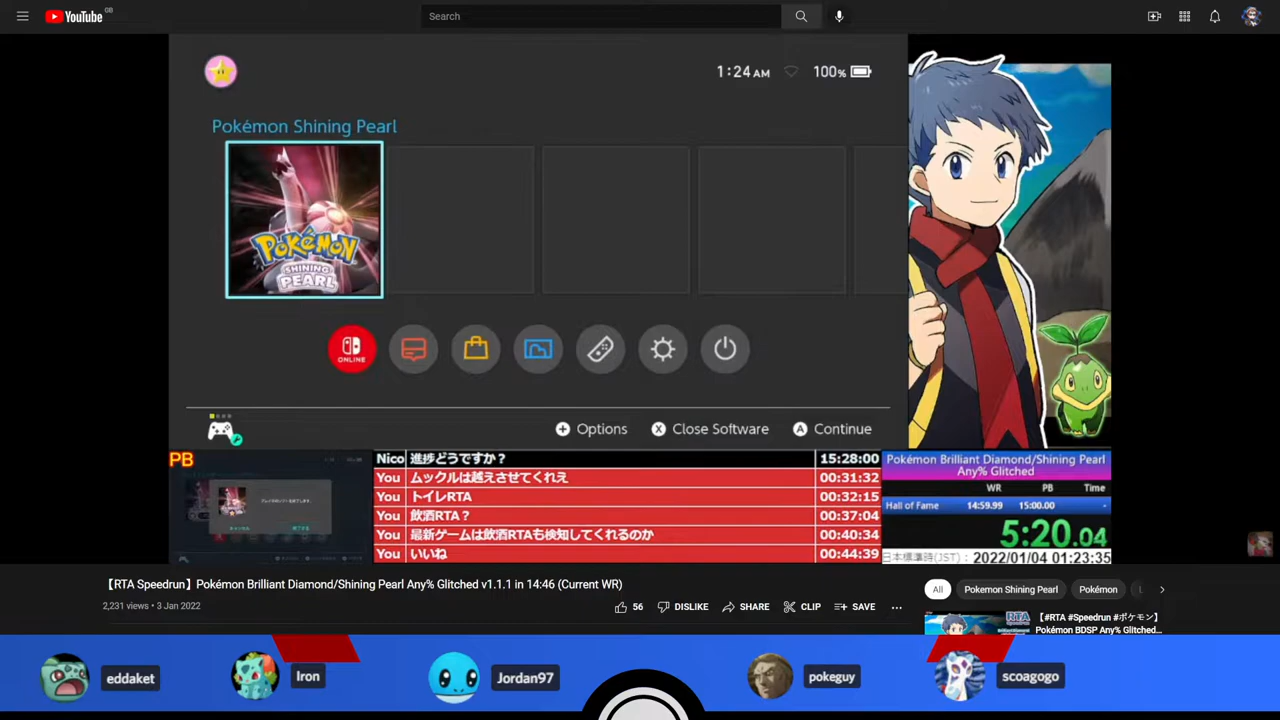 YouTube GB
Search
1:24 AM 100%
Pokémon Shining Pearl
POKÉMON
SHINING
PEARL
ONLINE
Options Close Software Continue
PB
Nico 進捗どうですか? 15:28:00
You ムックルは越えさせてくれえ 00:31:32
You トイレRTA 00:32:15
You 飲酒RTA? 00:37:04
You 最新ゲームは飲酒RTAも検知してくれるのか 00:40:34
You いいね 00:44:39
Pokémon Brilliant Diamond/Shining Pearl
Any% Glitched
WR PB Time
Hall of Fame 14:59.99 15:00.00 -
5:20.04
日本標準時(JST): 2022/01/04 01:23:35
【RTA Speedrun】Pokémon Brilliant Diamond/Shining Pearl Any% Glitched v1.1.1 in 14:46 (Current WR)
2,231 views • 3 Jan 2022
56 DISLIKE SHARE CLIP SAVE
All Pokemon Shining Pearl Pokémon
RTA
【#RTA #Speedrun #ポケモン】
Pokémon BDSP Any% Glitched...
eddaket Iron Jordan97 pokeguy scoagogo